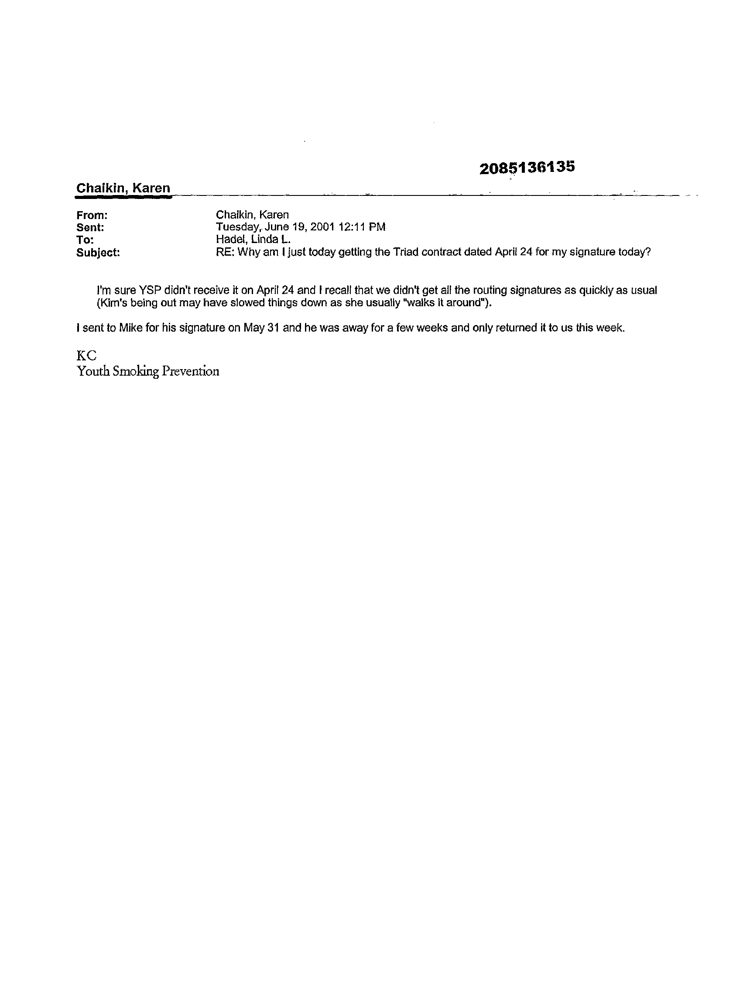 2085136135
Chaikin, Karen
From: Chaikin, Karen
Sent: Tuesday, June 19, 2001 12:11 PM
To: Hadel, Linda L.
Subject: RE: Why am I just today getting the Triad contract dated April 24 for my signature today?
I'm sure YSP didn't receive it on April 24 and I recall that we didn't get all the routing signatures as quickly as usual
(Kim's being out may have slowed things down as she usually "walks it around").
I sent to Mike for his signature on May 31 and he was away for a few weeks and only returned it to us this week.
KC
Youth Smoking Prevention